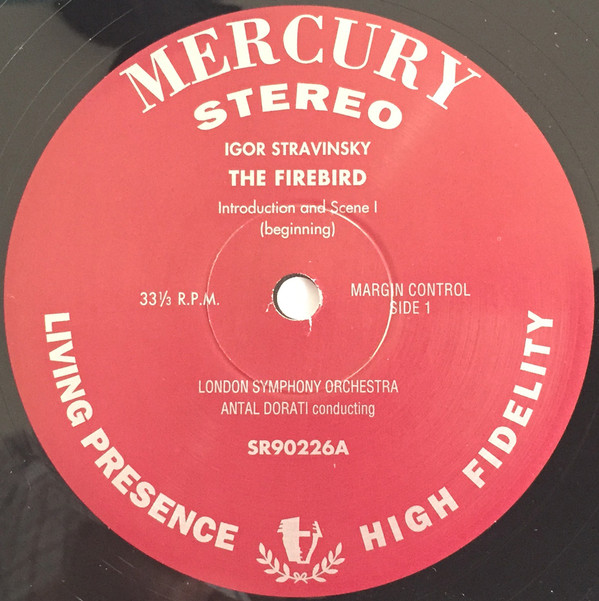 MERCURY
STEREO
IGOR STRAVINSKY
THE FIREBIRD
Introduction and Scene I
(beginning)
33⅓ R.P.M.
MARGIN CONTROL
SIDE 1
LONDON SYMPHONY ORCHESTRA
ANTAL DORATI conducting
SR90226A
LIVING PRESENCE
HIGH FIDELITY